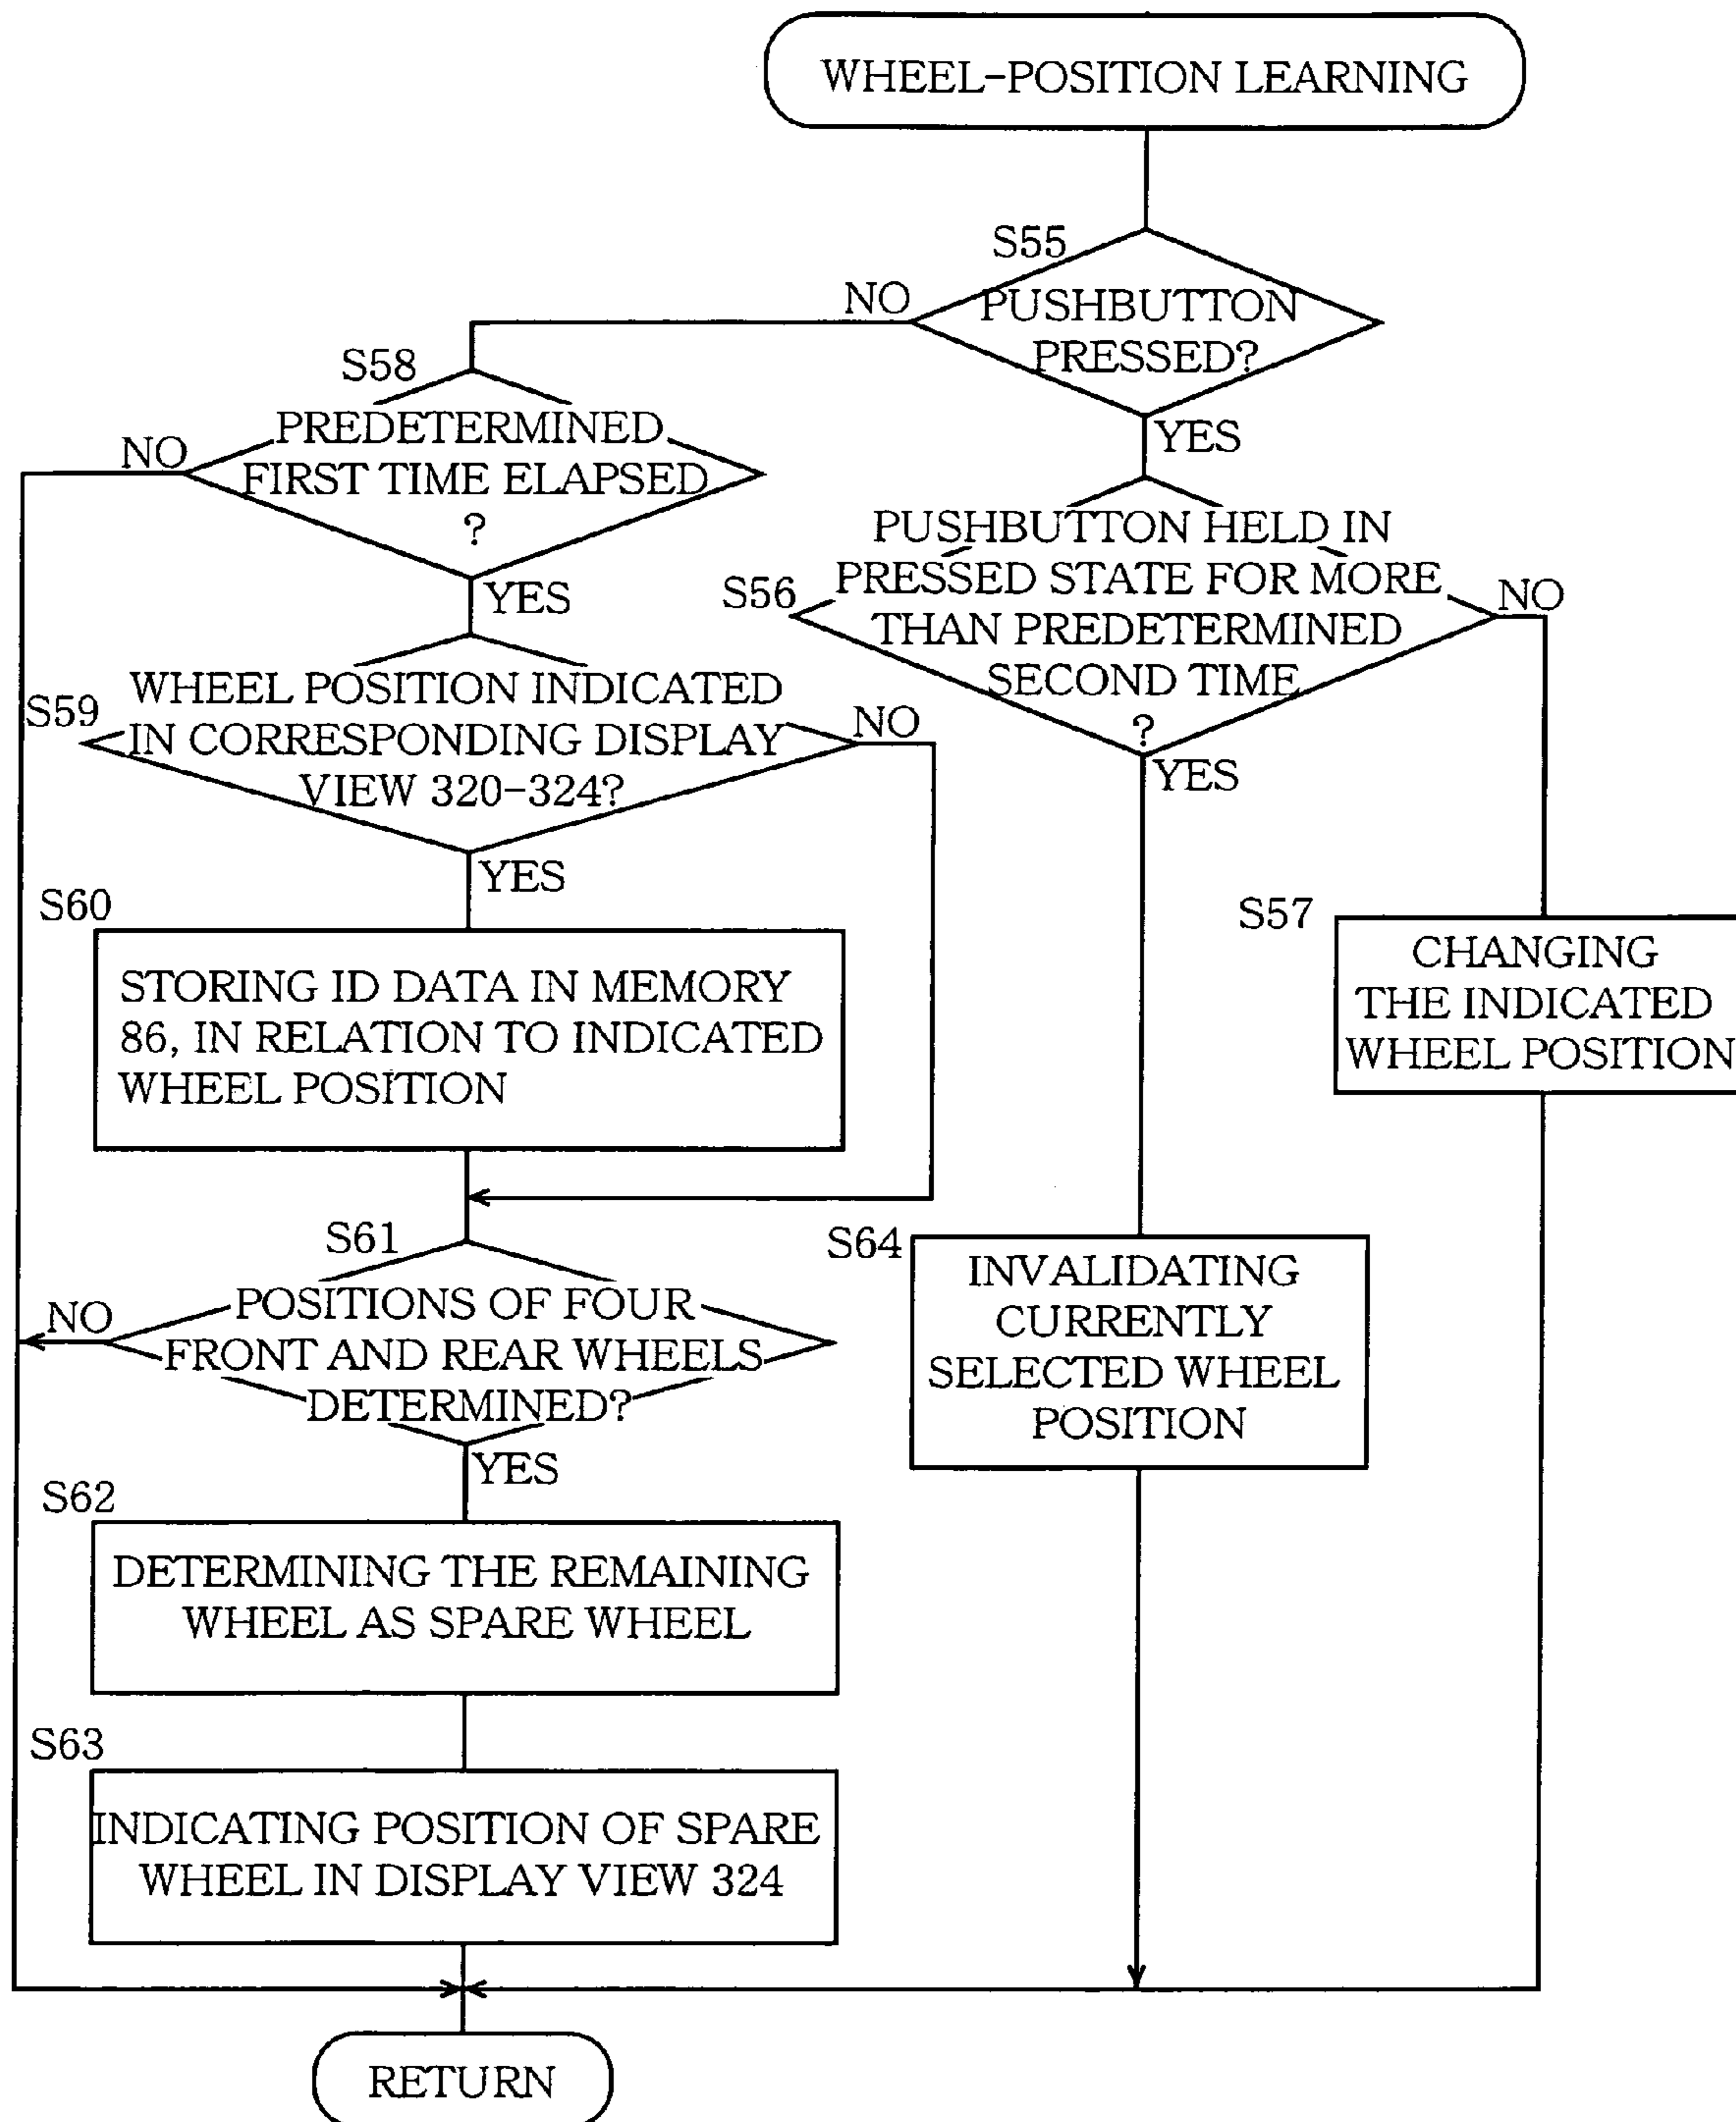 WHEEL-POSITION LEARNING
S55
PUSHBUTTON
PRESSED?
NO
YES
S58
PREDETERMINED
FIRST TIME ELAPSED
?
NO
YES
S56
PUSHBUTTON HELD IN
PRESSED STATE FOR MORE
THAN PREDETERMINED
SECOND TIME
?
NO
YES
S59
WHEEL POSITION INDICATED
IN CORRESPONDING DISPLAY
VIEW 320-324?
NO
YES
S60
STORING ID DATA IN MEMORY
86, IN RELATION TO INDICATED
WHEEL POSITION
S57
CHANGING
THE INDICATED
WHEEL POSITION
S61
POSITIONS OF FOUR
FRONT AND REAR WHEELS
DETERMINED?
NO
YES
S64
INVALIDATING
CURRENTLY
SELECTED WHEEL
POSITION
S62
DETERMINING THE REMAINING
WHEEL AS SPARE WHEEL
S63
INDICATING POSITION OF SPARE
WHEEL IN DISPLAY VIEW 324
RETURN